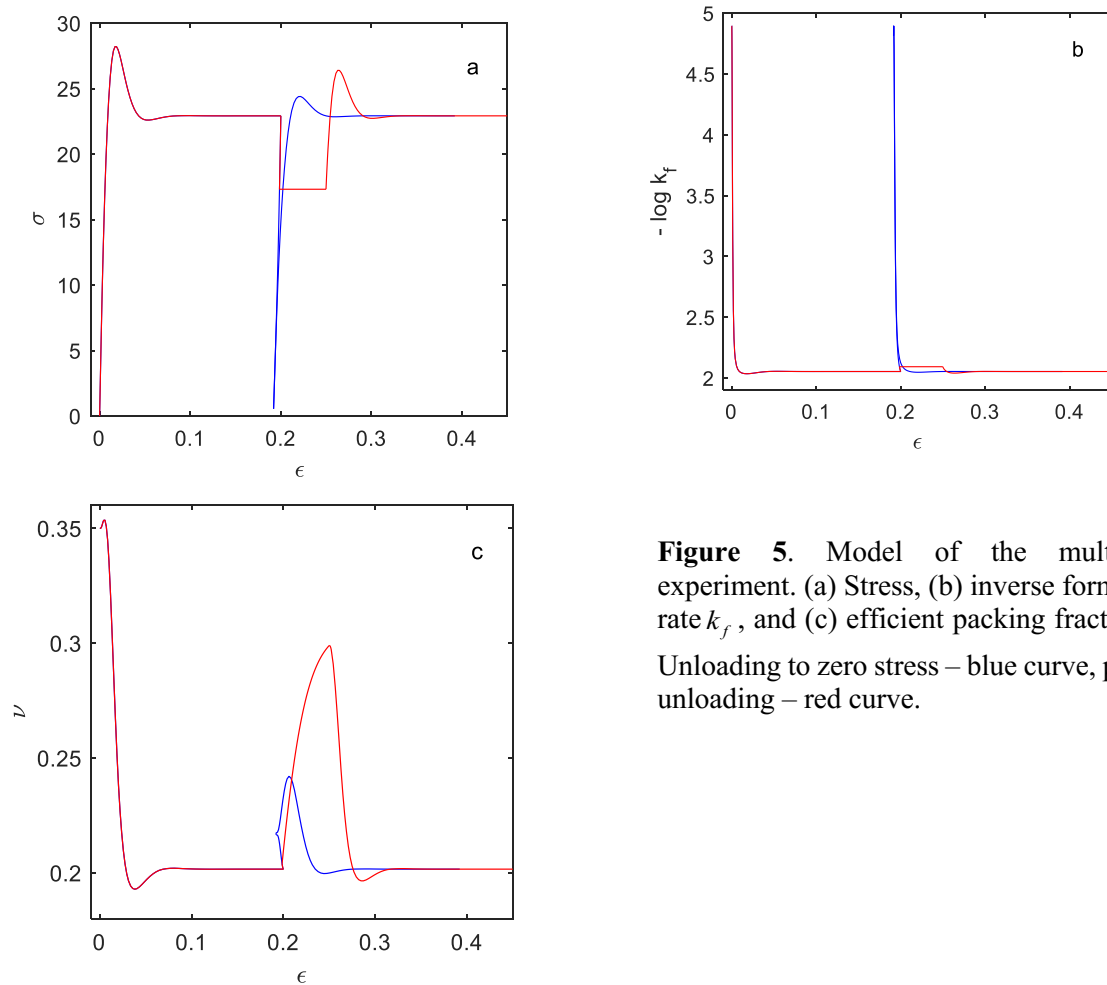 30
25
20
15
10
5
0
σ
a
0 0.1 0.2 0.3 0.4
ϵ
5
4.5
4
3.5
3
2.5
2
- log k_f
b
0 0.1 0.2 0.3 0.4
ϵ
0.35
0.3
0.25
0.2
ν
c
0 0.1 0.2 0.3 0.4
ϵ
Figure 5. Model of the
experiment. (a) Stress, (b) inverse
rate k_f , and (c) efficient packing
Unloading to zero stress – blue curve,
unloading – red curve.